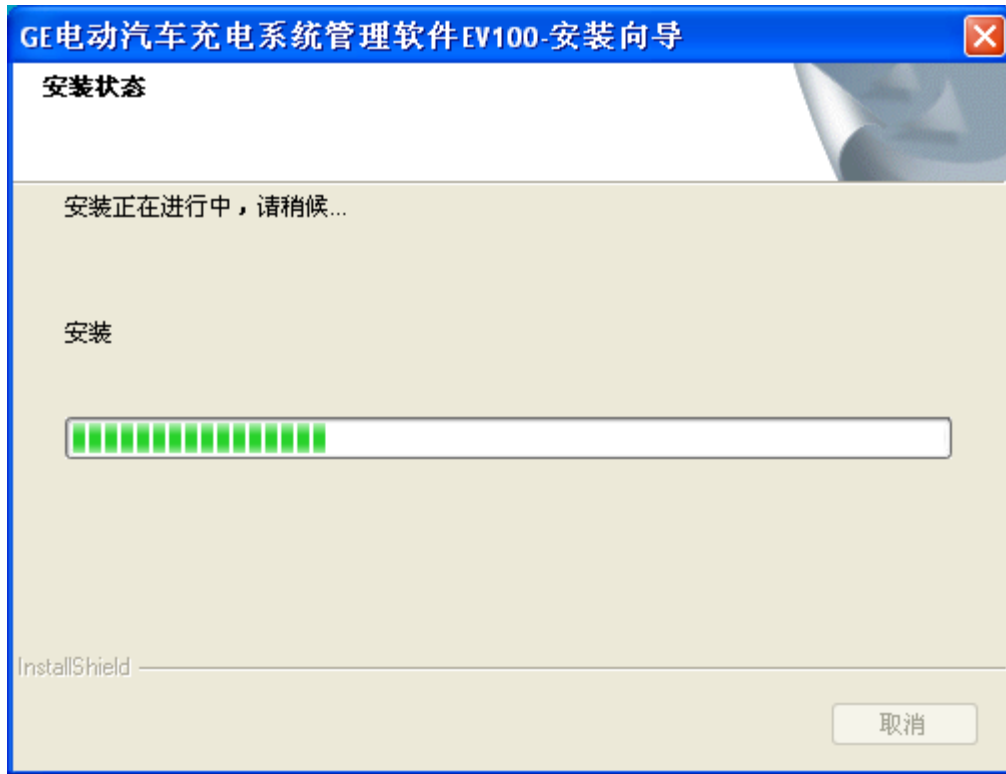 GE电动汽车充电系统管理软件EV100-安装向导
安装状态
安装正在进行中，请稍候...
安装
InstallShield
取消